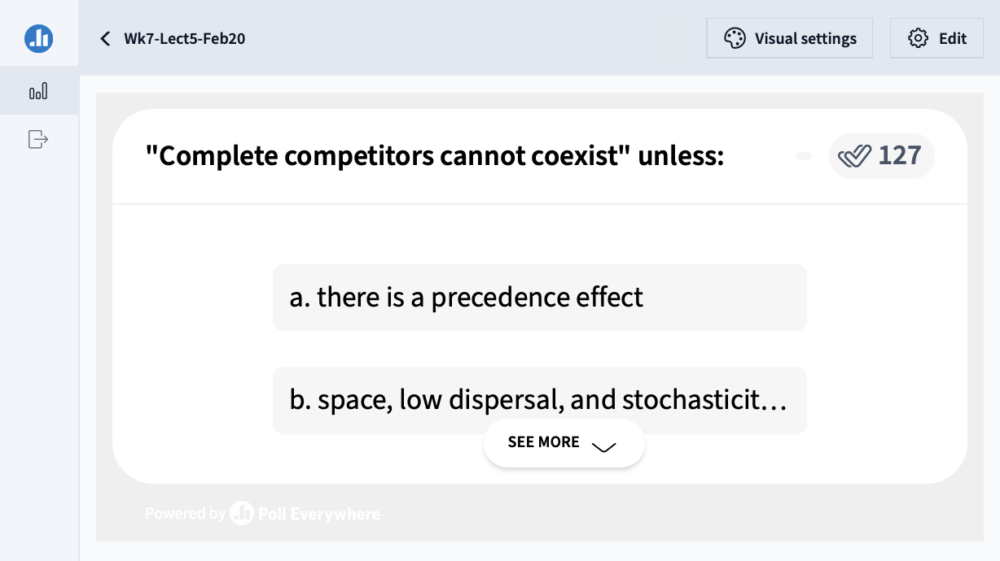 Wk7-Lect5-Feb20
Visual settings
Edit
"Complete competitors cannot coexist" unless:
127
a. there is a precedence effect
b. space, low dispersal, and stochasticit…
SEE MORE
Powered by Poll Everywhere